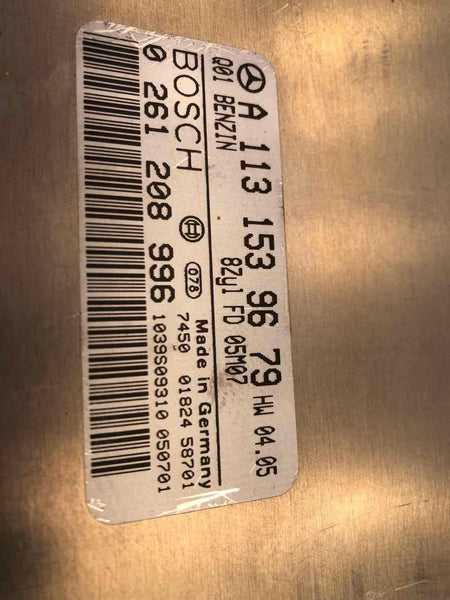 A 113 153 96 79 HW 04.05
Q01 BENZIN 8Zyl FD 05M07
BOSCH 078 Made in Germany
7450 01824 58701
0 261 208 996 1039S09310 050701